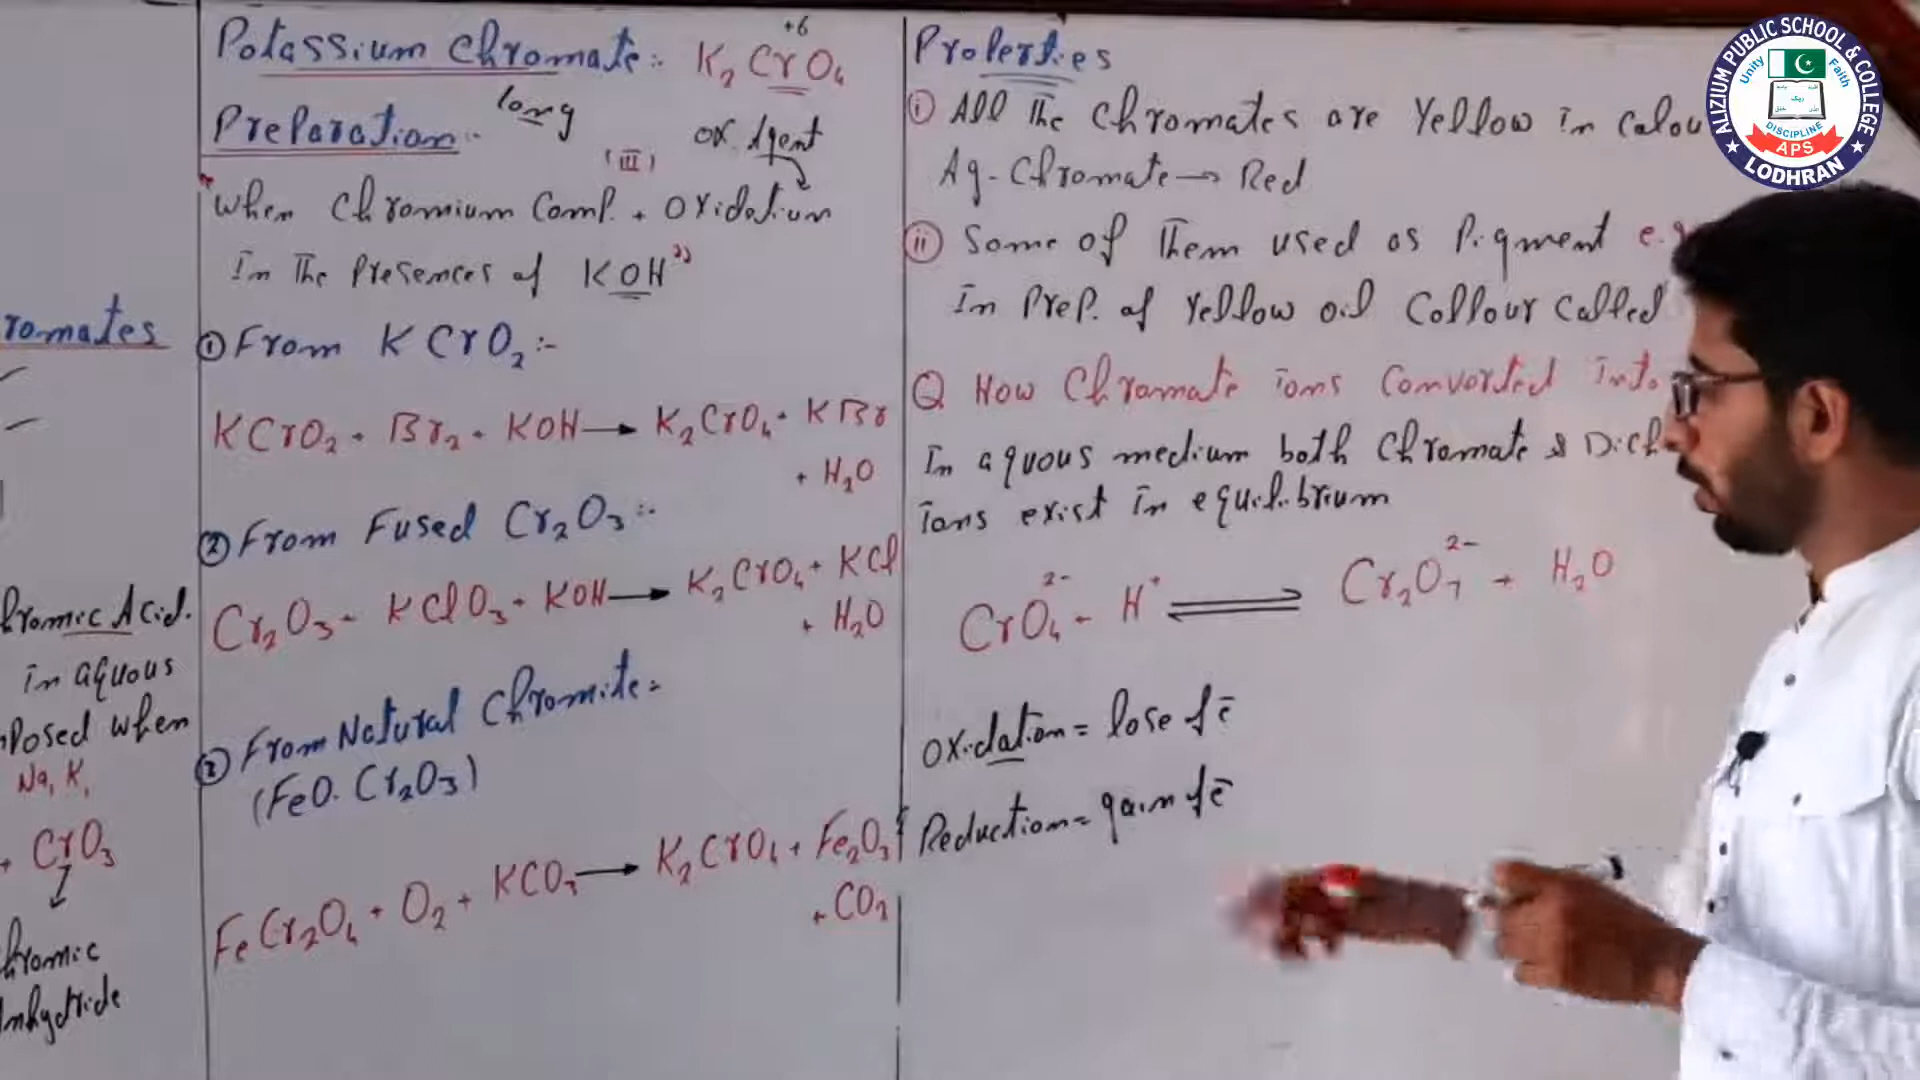 romates
hromic Acid.
in aquous
posed when
Na, K,
+ CrO3
hromic
nhydride
Potassium Chromate:- K2CrO4
+6
Preparation:- long
(III) ox. Agent
"When Chromium Comp. + Oxidation
In The Presences of KOH"
① From KCrO2:-
KCrO2 + Br2 + KOH → K2CrO4 + KBr
+ H2O
② From Fused Cr2O3:-
Cr2O3 + KClO3 + KOH → K2CrO4 + KCl
+ H2O
③ From Natural Chromite:-
(FeO. Cr2O3)
FeCr2O4 + O2 + KCO3 → K2CrO4 + Fe2O3
+ CO2
Properties
i) All The Chromates are Yellow in Colou
Ag-Chromate → Red
ii) Some of Them used as Pigment e.g
In Prep. of Yellow oil Collour Called
Q How Chromate ions Converted Into
In aquous medium both Chromate & Dich
ions exist in equilibrium
CrO4 2- + H+ ⇌ Cr2O7 2- + H2O
Oxidation = lose of e-
Reduction = gain of e-
ALIZIUM PUBLIC SCHOOL & COLLEGE
Unity
Faith
DISCIPLINE
APS
LODHRAN